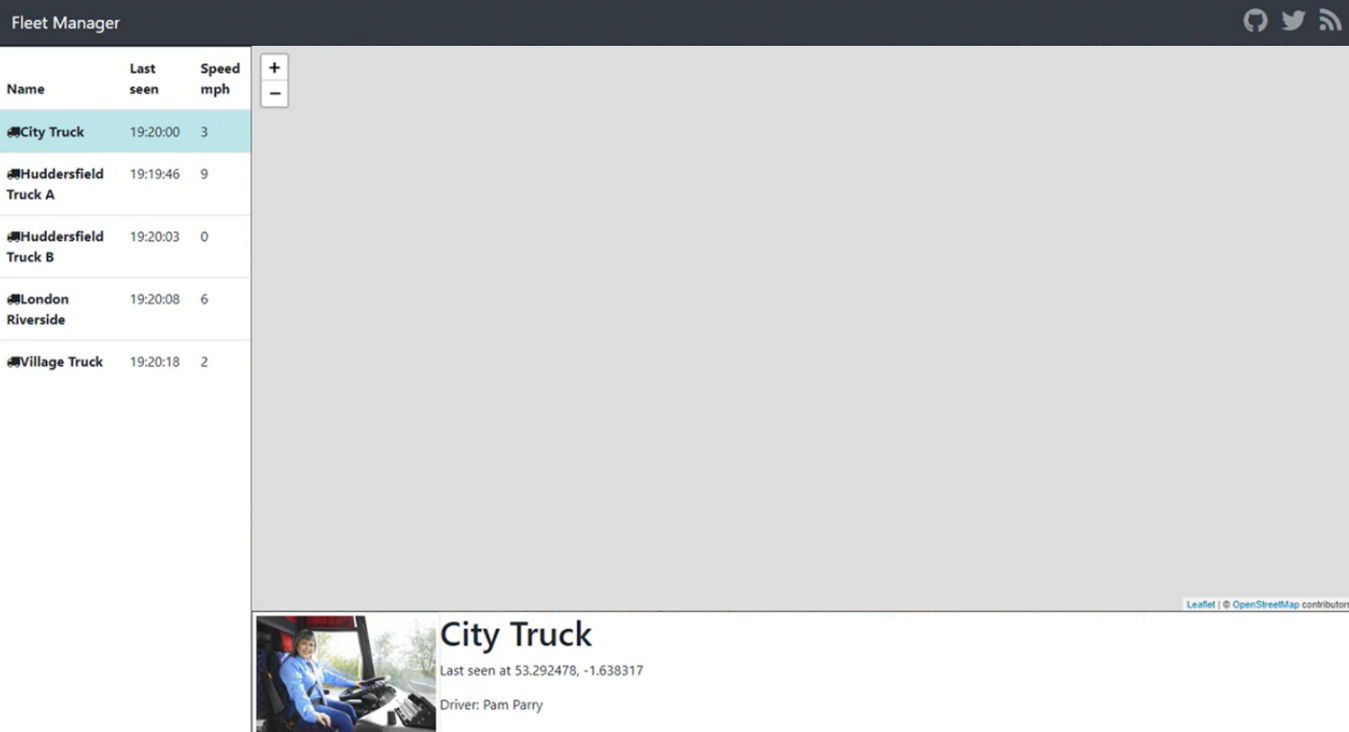 Fleet Manager
Name
Last
seen
Speed
mph
City Truck
19:20:00
3
Huddersfield
Truck A
19:19:46
9
Huddersfield
Truck B
19:20:03
0
London
Riverside
19:20:08
6
Village Truck
19:20:18
2
+
−
Leaflet | © OpenStreetMap contributors
City Truck
Last seen at 53.292478, -1.638317
Driver: Pam Parry